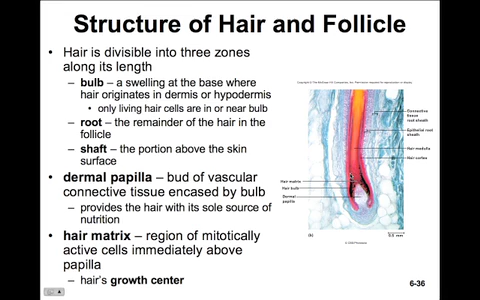 Structure of Hair and Follicle
• Hair is divisible into three zones
along its length
– bulb – a swelling at the base where
hair originates in dermis or hypodermis
• only living hair cells are in or near bulb
– root – the remainder of the hair in the
follicle
– shaft – the portion above the skin
surface
• dermal papilla – bud of vascular
connective tissue encased by bulb
– provides the hair with its sole source of
nutrition
• hair matrix – region of mitotically
active cells immediately above
papilla
– hair's growth center
Copyright © The McGraw-Hill Companies, Inc. Permission required for reproduction or display.
Connective
tissue
root sheath
Epithelial root
sheath
Hair medulla
Hair cortex
Hair matrix
Hair bulb
Dermal
papilla
(b)
0.5 mm
6-36